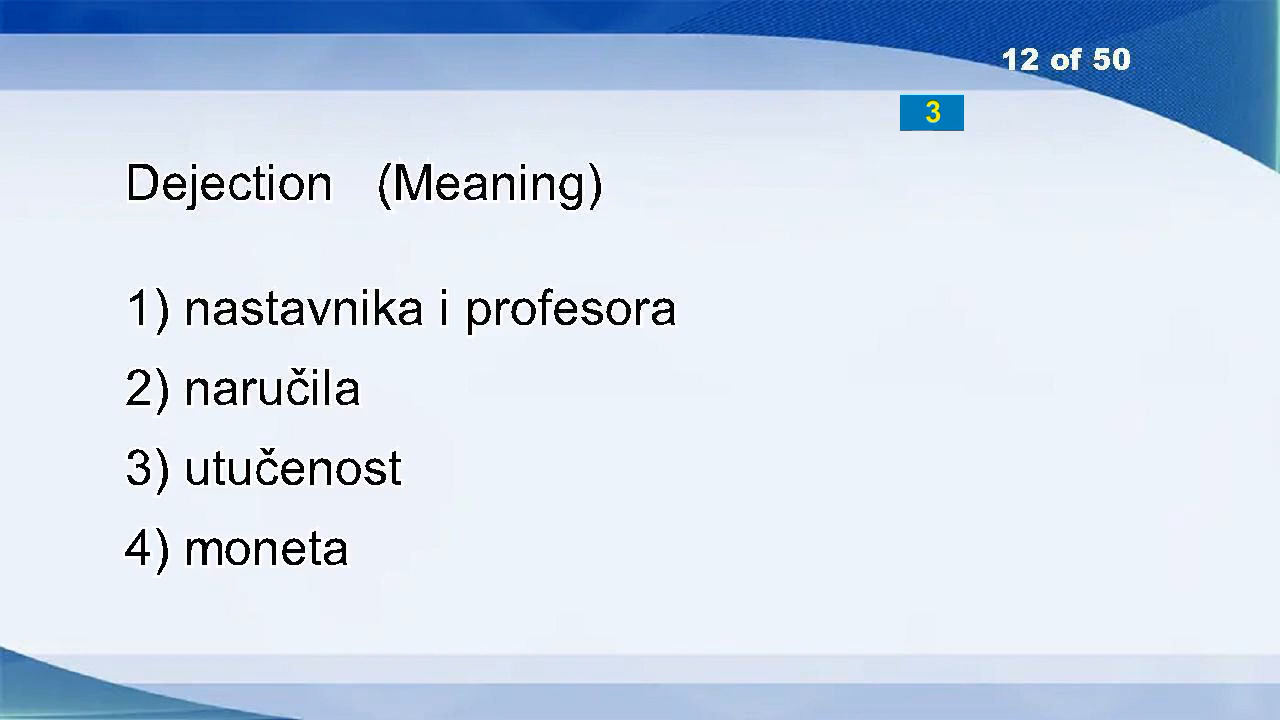 12 of 50
3
Dejection (Meaning)
1) nastavnika i profesora
2) naručila
3) utučenost
4) moneta